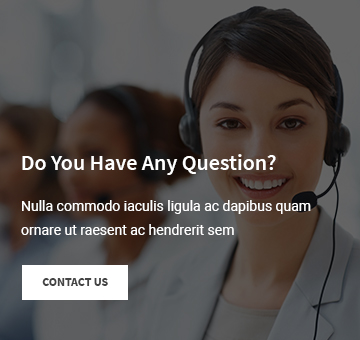 Do You Have Any Question?
Nulla commodo iaculis ligula ac dapibus quam
ornare ut raesent ac hendrerit sem
CONTACT US